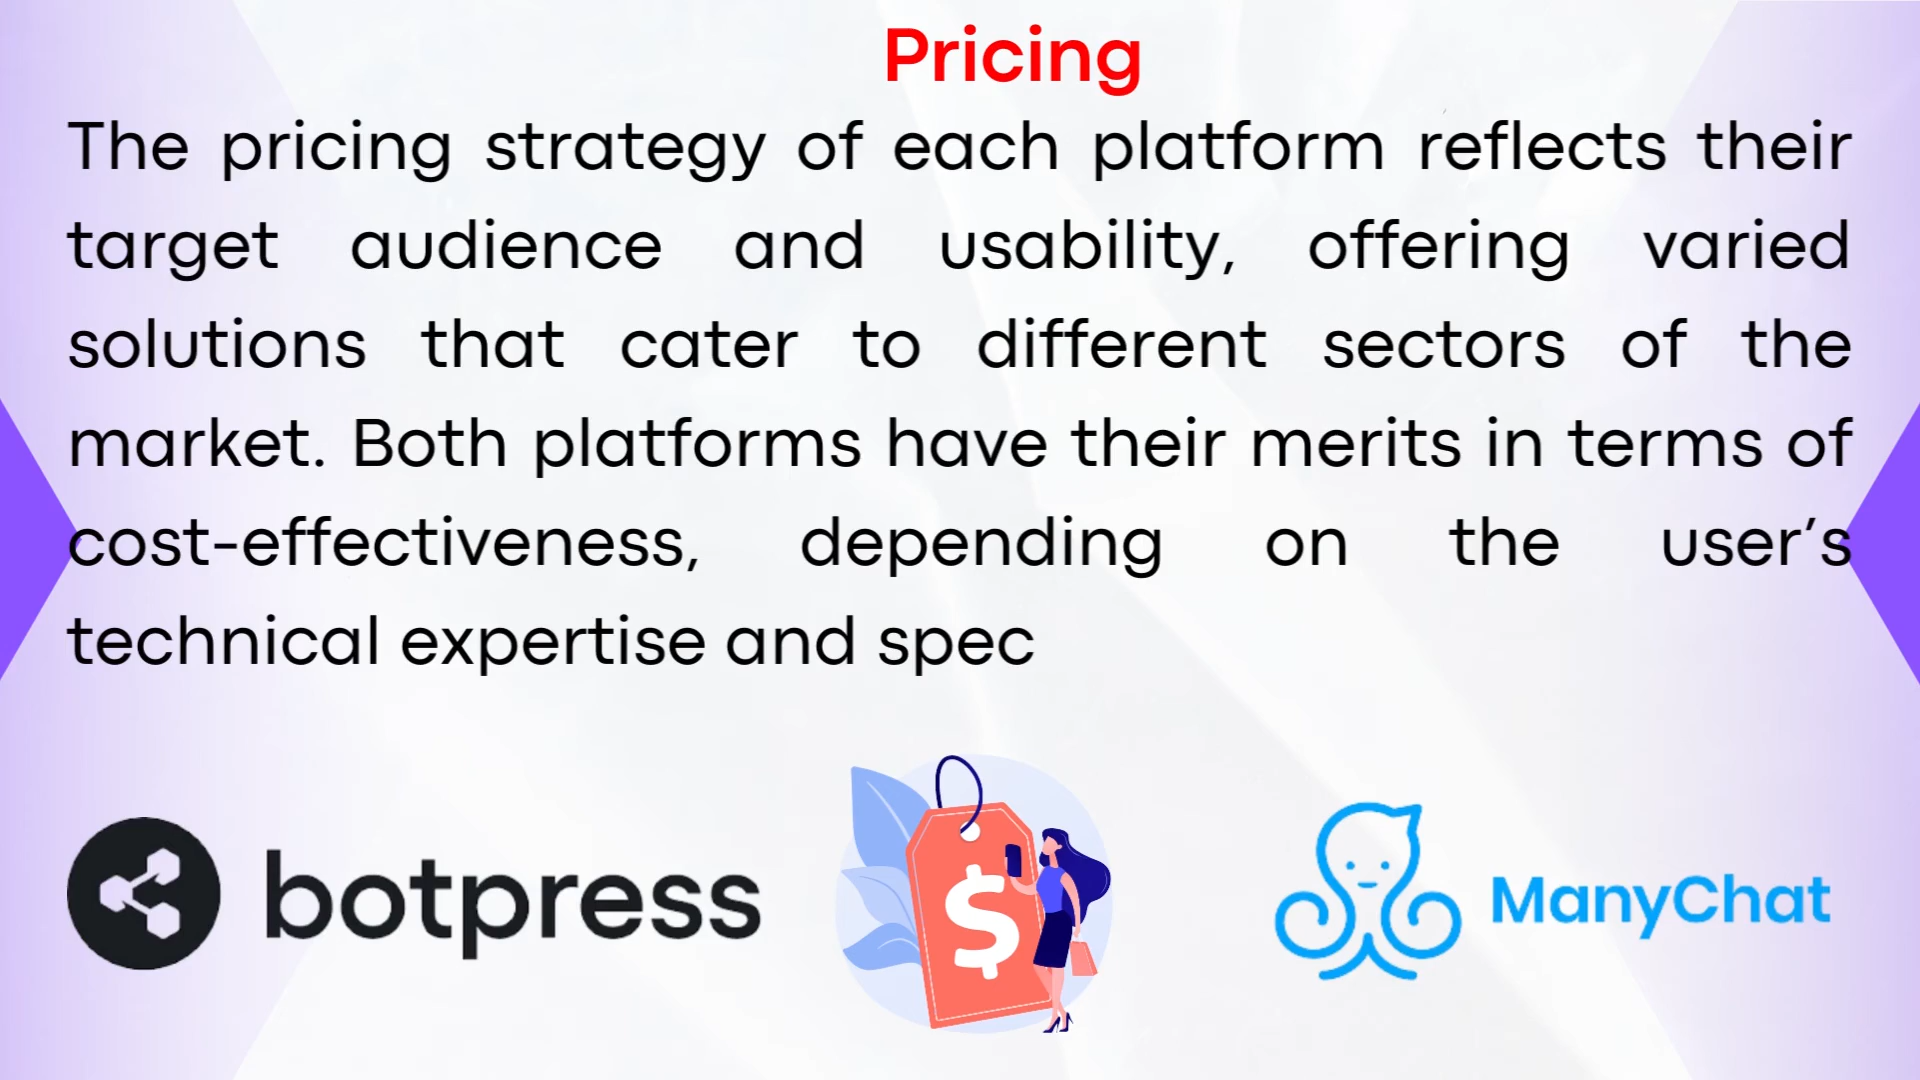 Pricing
The pricing strategy of each platform reflects their
target audience and usability, offering varied
solutions that cater to different sectors of the
market. Both platforms have their merits in terms of
cost-effectiveness, depending on the user’s
technical expertise and spec
botpress
$
ManyChat